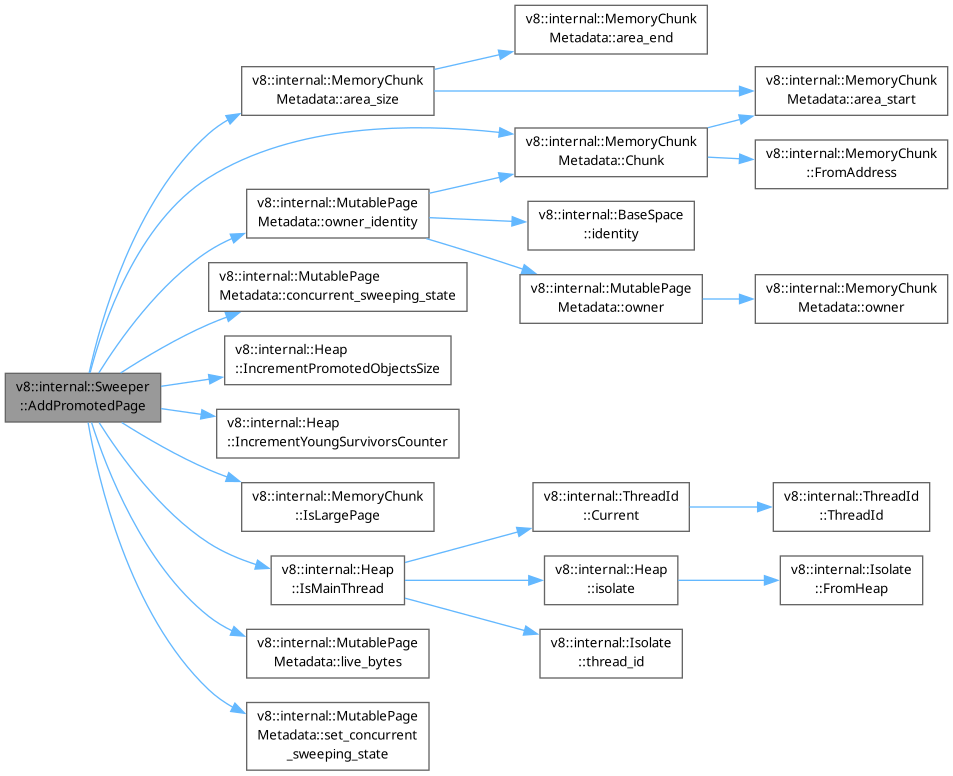 v8::internal::MemoryChunk
Metadata::area_end
v8::internal::MemoryChunk
Metadata::area_size
v8::internal::MemoryChunk
Metadata::area_start
v8::internal::MemoryChunk
Metadata::Chunk
v8::internal::MemoryChunk
::FromAddress
v8::internal::MutablePage
Metadata::owner_identity
v8::internal::BaseSpace
::identity
v8::internal::MutablePage
Metadata::concurrent_sweeping_state
v8::internal::MutablePage
Metadata::owner
v8::internal::MemoryChunk
Metadata::owner
v8::internal::Heap
::IncrementPromotedObjectsSize
v8::internal::Sweeper
::AddPromotedPage
v8::internal::Heap
::IncrementYoungSurvivorsCounter
v8::internal::MemoryChunk
::IsLargePage
v8::internal::ThreadId
::Current
v8::internal::ThreadId
::ThreadId
v8::internal::Heap
::IsMainThread
v8::internal::Heap
::isolate
v8::internal::Isolate
::FromHeap
v8::internal::MutablePage
Metadata::live_bytes
v8::internal::Isolate
::thread_id
v8::internal::MutablePage
Metadata::set_concurrent
_sweeping_state